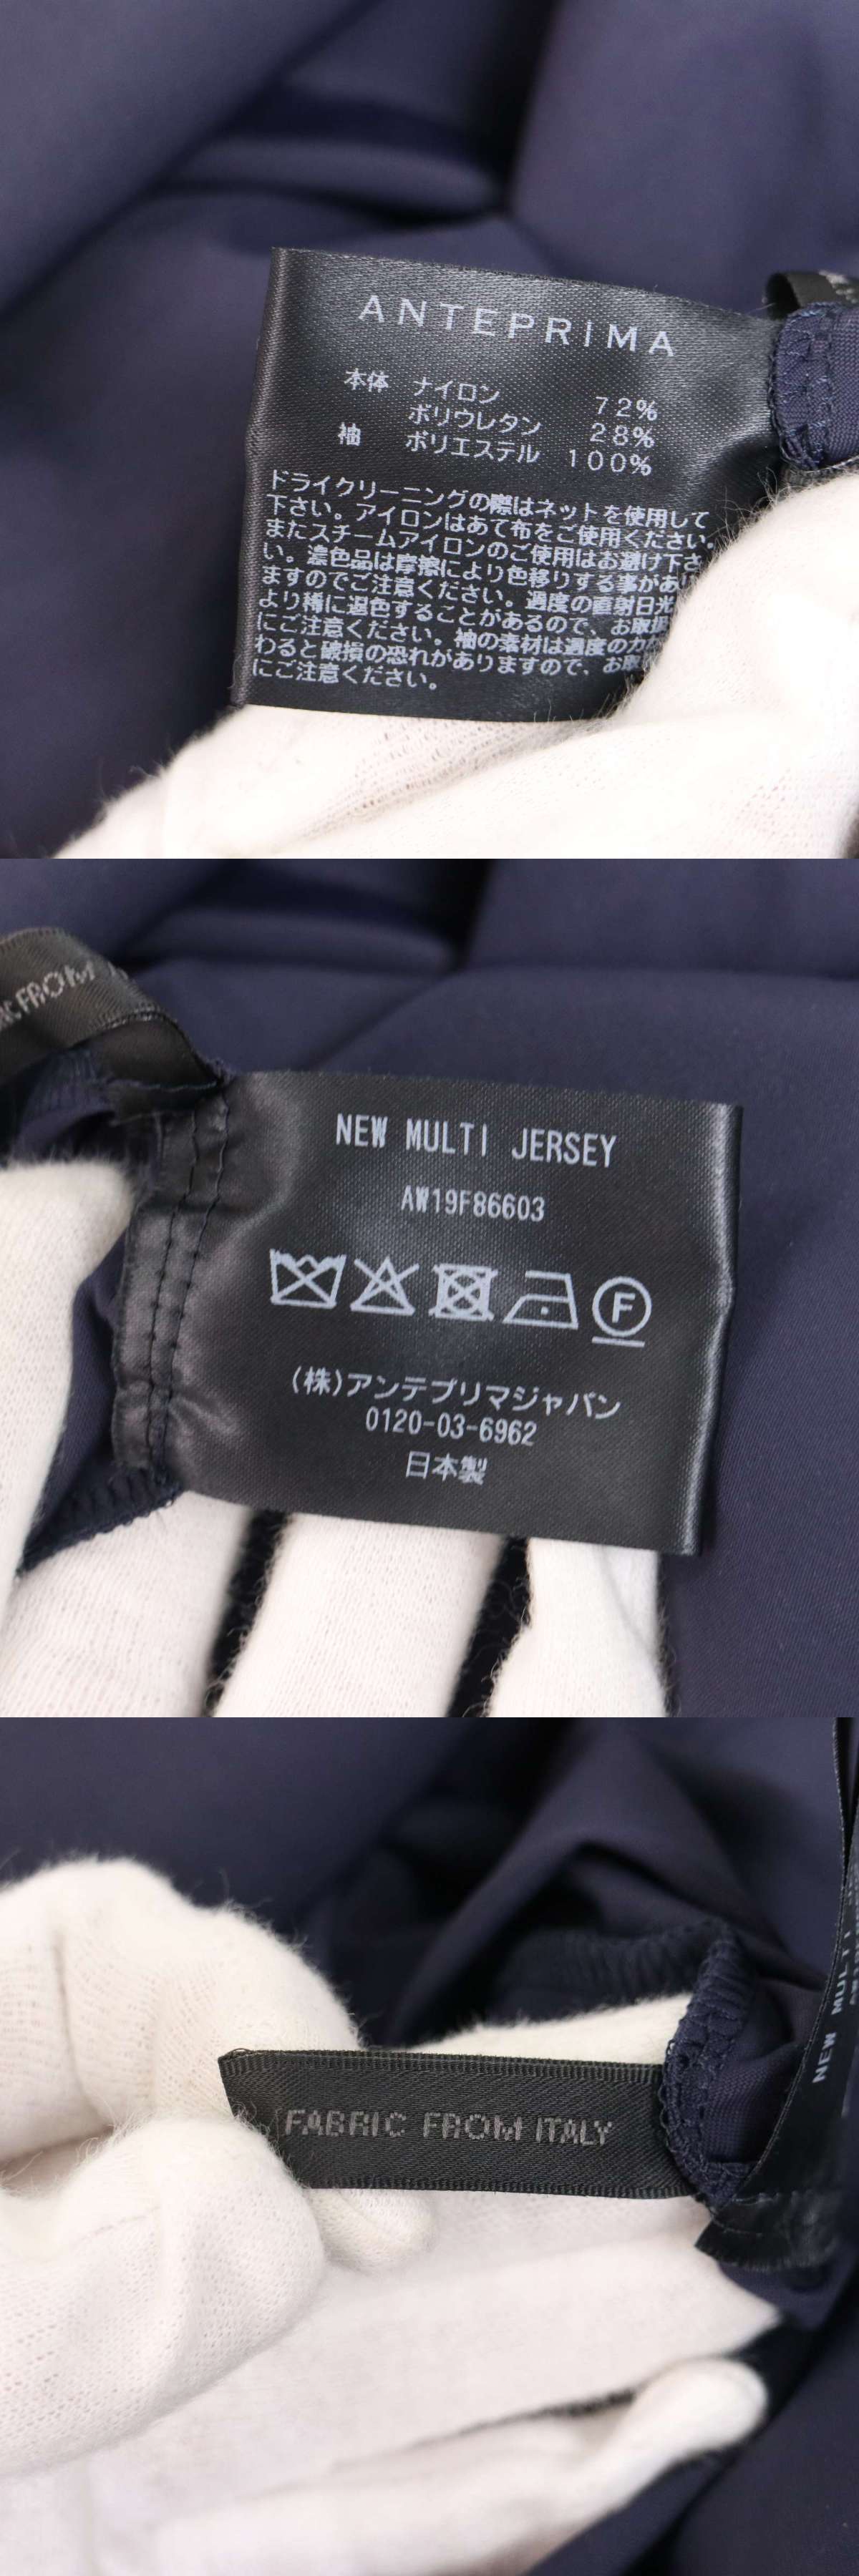 ANTEPRIMA
本体 ナイロン 72%
ポリウレタン 28%
袖 ポリエステル 100%
ドライクリーニングの際はネットを使用して
下さい。アイロンはあて布をご使用ください。
またスチームアイロンのご使用はお避け下さ
い。濃色品は摩擦により色移りする事があり
ますのでご注意ください。過度の直射日光
より稀に退色することがあるので、お取扱
にご注意ください。袖の素材は過度の力が
わると破損の恐れがありますので、お取
にご注意ください。
FROM
NEW MULTI JERSEY
AW19F86603
F
(株)アンテプリマジャパン
0120-03-6962
日本製
FABRIC FROM ITALY
NEW MULTI